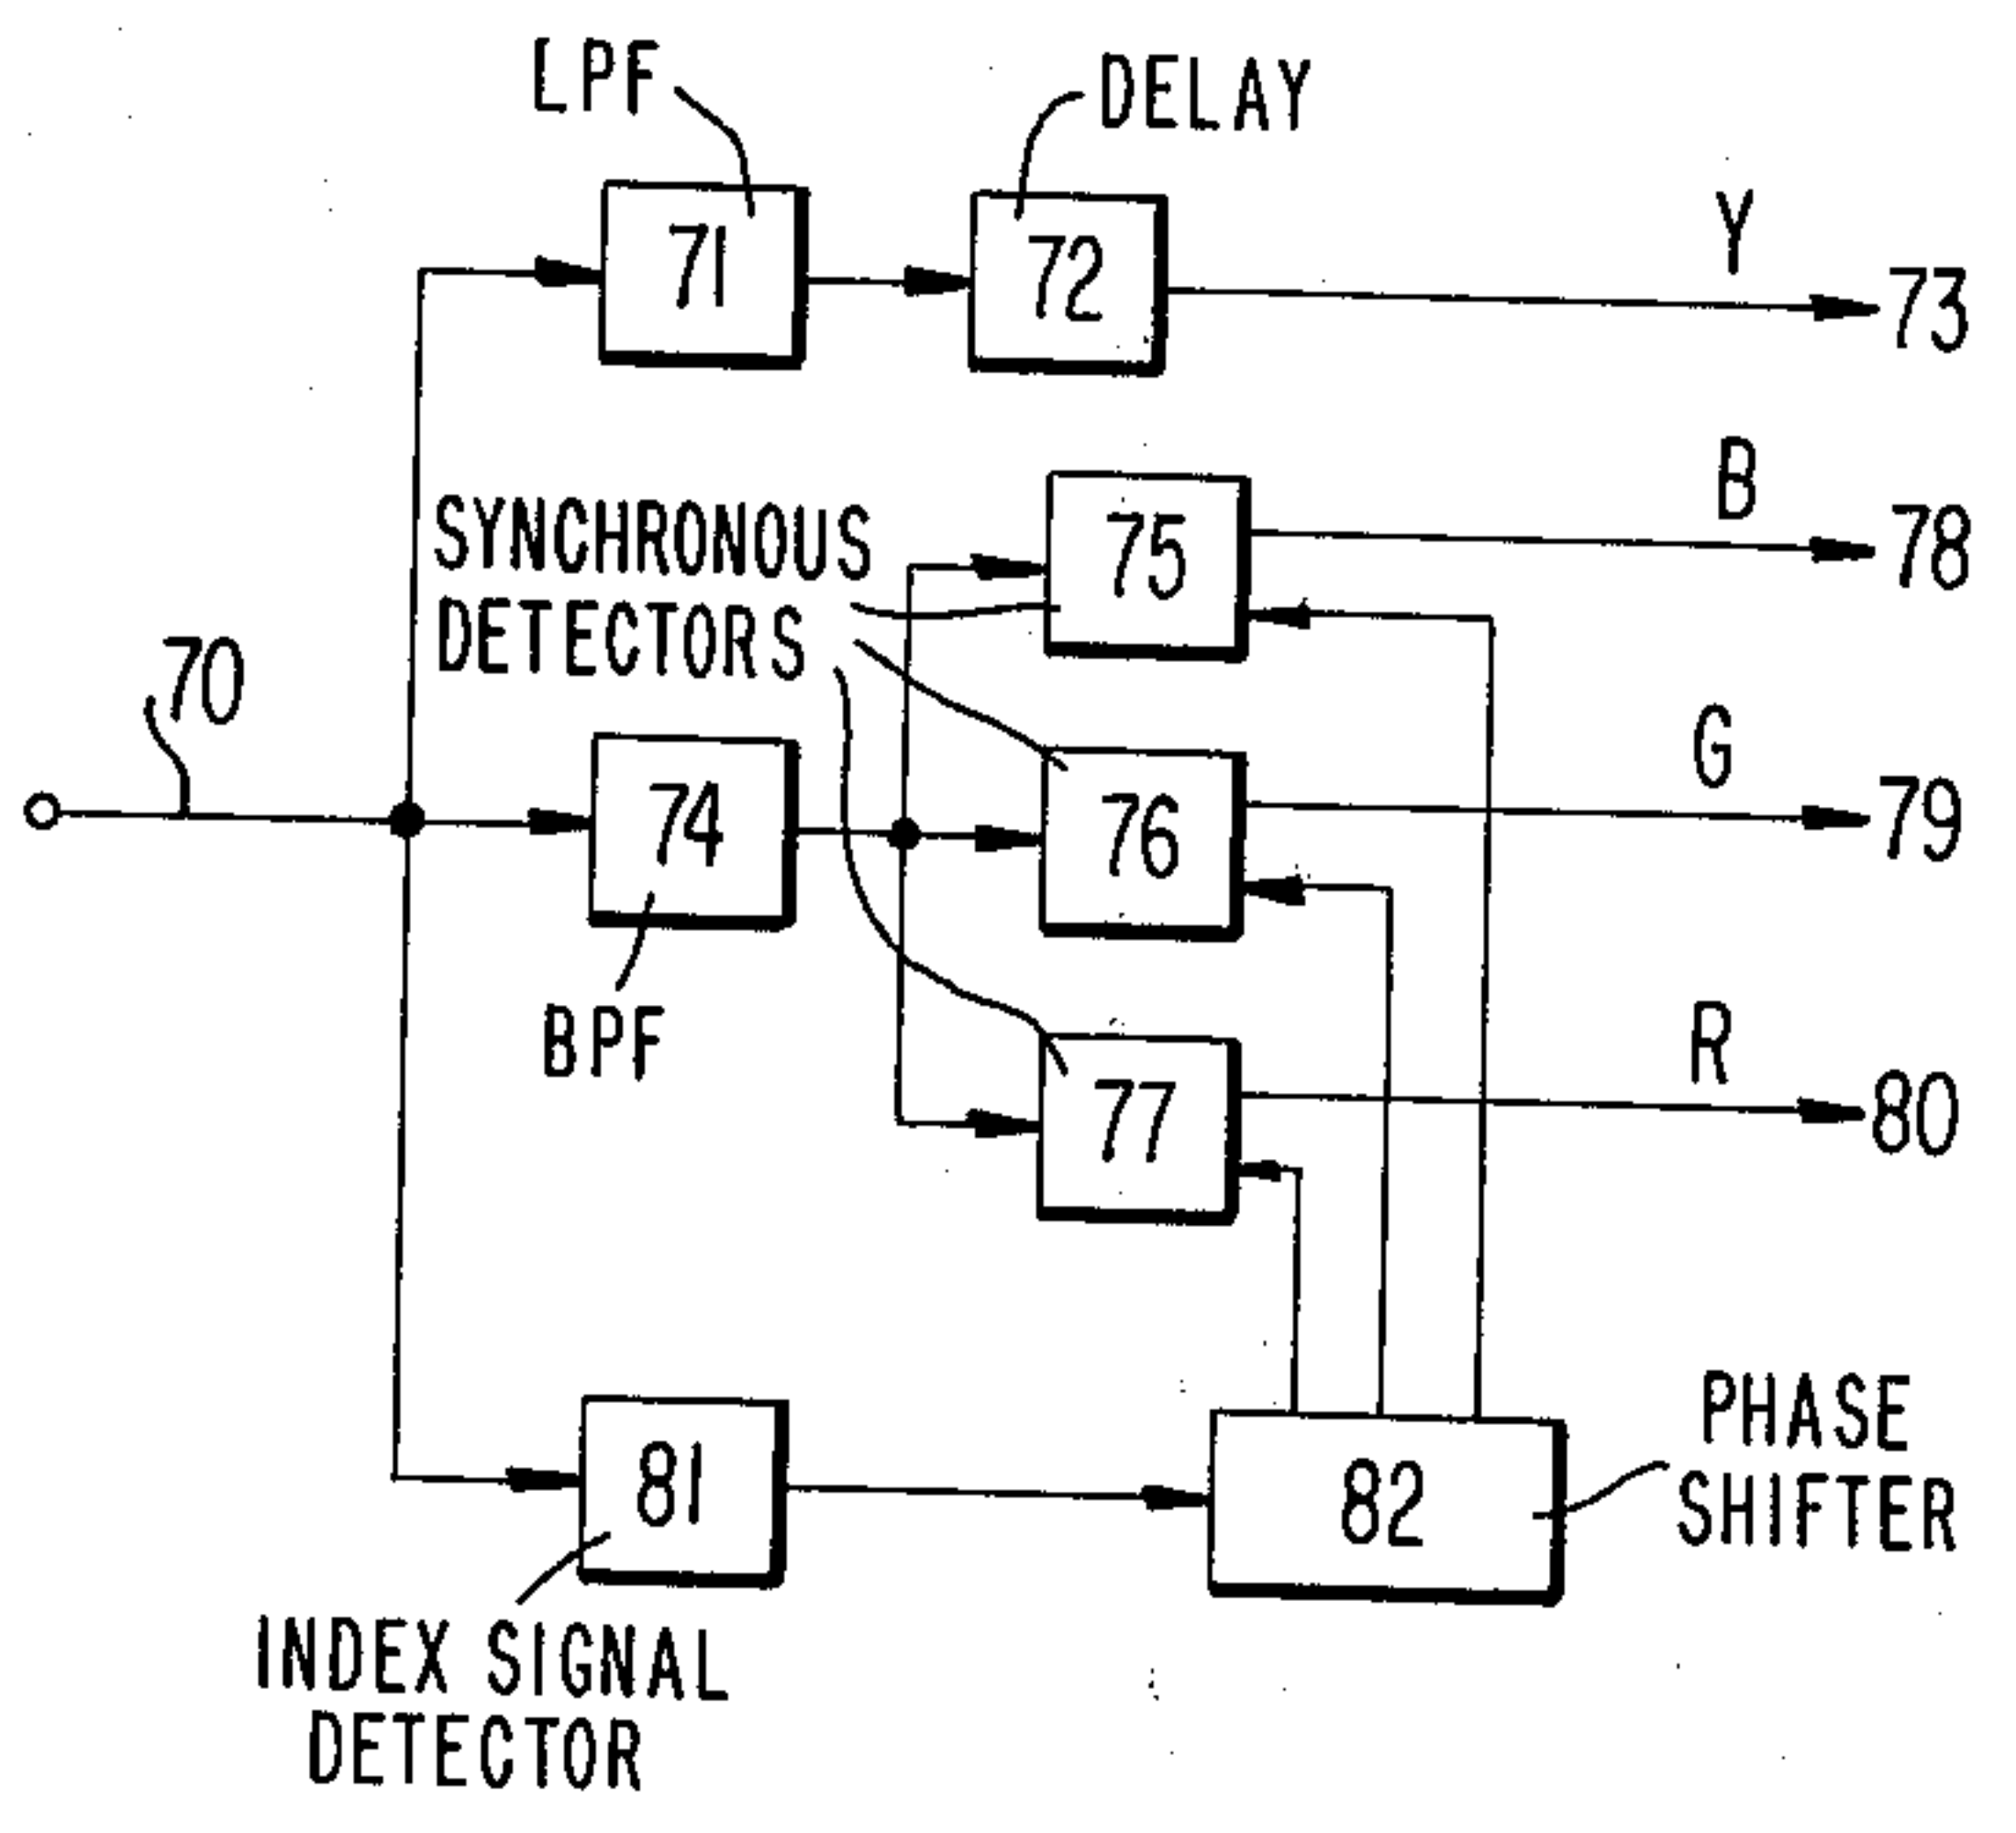 LPF
DELAY
71
72
Y
73
SYNCHRONOUS
DETECTORS
75
B
78
70
74
BPF
76
G
79
77
R
80
81
INDEX SIGNAL
DETECTOR
82
PHASE
SHIFTER